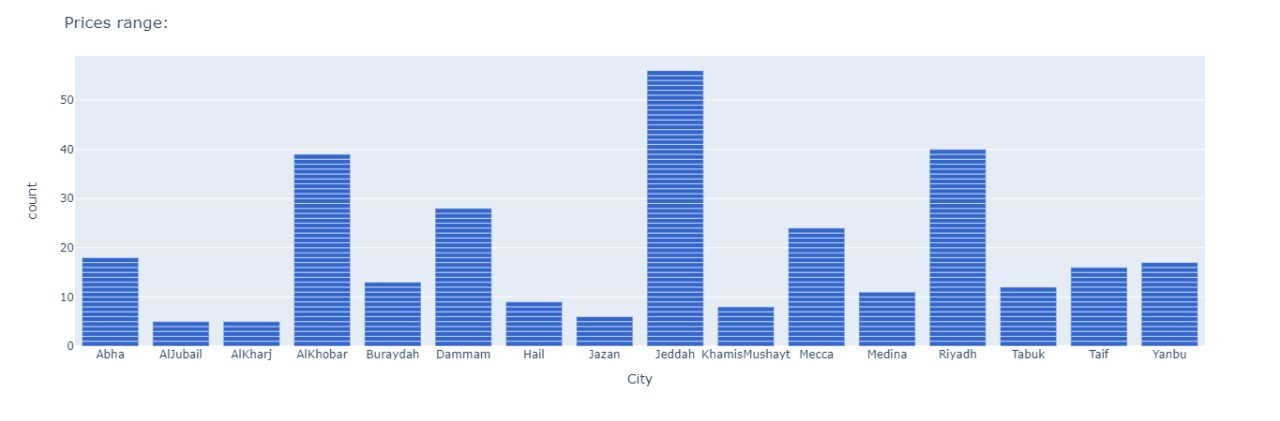 Prices range:
count
50
40
30
20
10
0
Abha AlJubail AlKharj AlKhobar Buraydah Dammam Hail Jazan Jeddah KhamisMushayt Mecca Medina Riyadh Tabuk Taif Yanbu
City